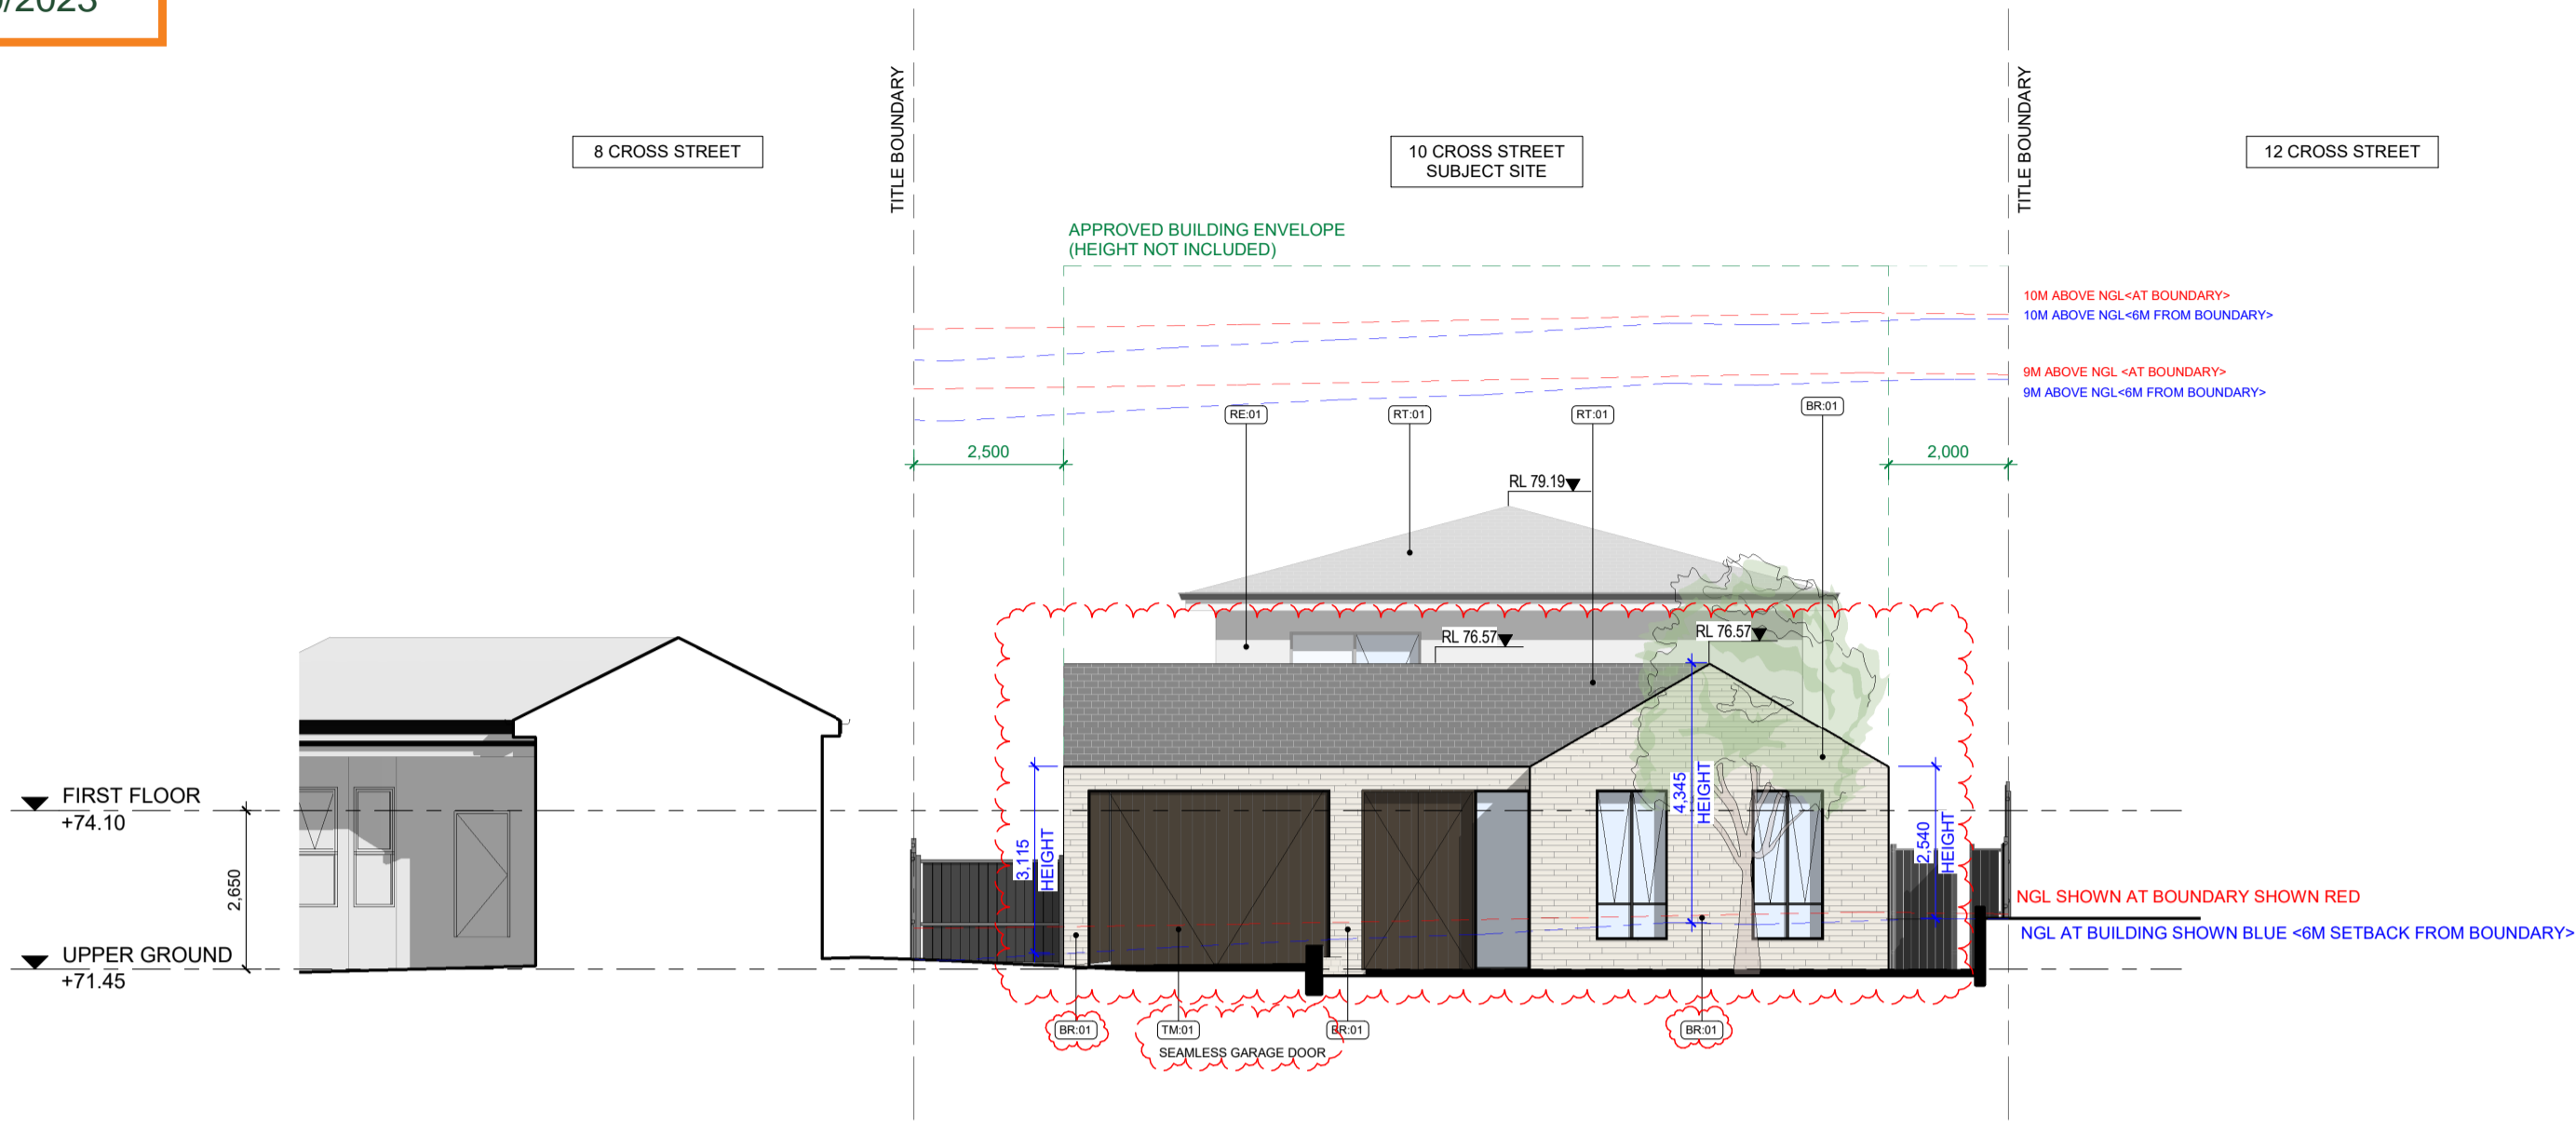 /2023
TITLE BOUNDARY
TITLE BOUNDARY
8 CROSS STREET
10 CROSS STREET
SUBJECT SITE
12 CROSS STREET
APPROVED BUILDING ENVELOPE
(HEIGHT NOT INCLUDED)
10M ABOVE NGL<AT BOUNDARY>
10M ABOVE NGL<6M FROM BOUNDARY>
9M ABOVE NGL <AT BOUNDARY>
9M ABOVE NGL<6M FROM BOUNDARY>
RE:01
RT:01
RT:01
BR:01
2,500
2,000
RL 79.19
RL 76.57
RL 76.57
FIRST FLOOR
+74.10
2,650
UPPER GROUND
+71.45
3,115
HEIGHT
4,345
HEIGHT
2,540
HEIGHT
NGL SHOWN AT BOUNDARY SHOWN RED
NGL AT BUILDING SHOWN BLUE <6M SETBACK FROM BOUNDARY>
BR:01
TM:01
BR:01
BR:01
SEAMLESS GARAGE DOOR